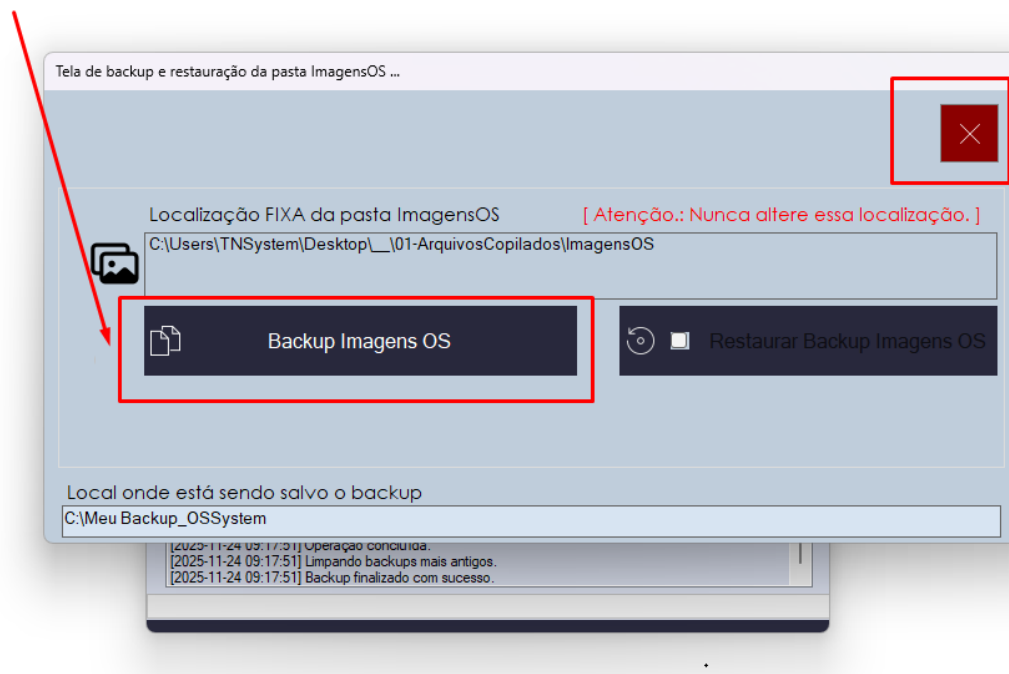 Tela de backup e restauração da pasta ImagensOS ...
Localização FIXA da pasta ImagensOS
[ Atenção.: Nunca altere essa localização. ]
C:\Users\TNSystem\Desktop\__\01-ArquivosCopilados\ImagensOS
Backup Imagens OS
Restaurar Backup Imagens OS
Local onde está sendo salvo o backup
C:\Meu Backup_OSSystem
[2025-11-24 09:17:51] Operação concluída.
[2025-11-24 09:17:51] Limpando backups mais antigos.
[2025-11-24 09:17:51] Backup finalizado com sucesso.